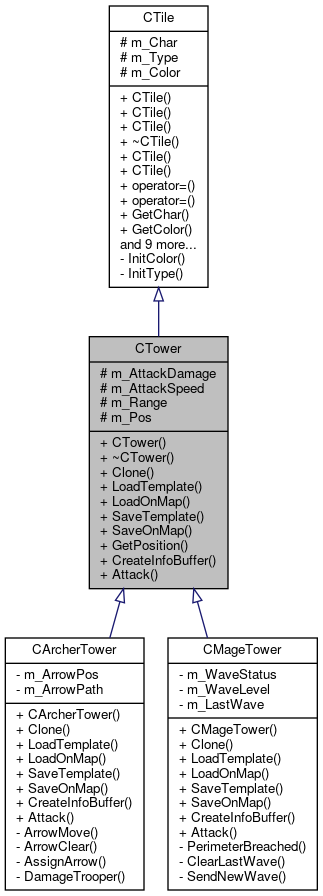 CTile
# m_Char
# m_Type
# m_Color
+ CTile()
+ CTile()
+ CTile()
+ ~CTile()
+ CTile()
+ CTile()
+ operator=()
+ operator=()
+ GetChar()
+ GetColor()
and 9 more...
- InitColor()
- InitType()
CTower
# m_AttackDamage
# m_AttackSpeed
# m_Range
# m_Pos
+ CTower()
+ ~CTower()
+ Clone()
+ LoadTemplate()
+ LoadOnMap()
+ SaveTemplate()
+ SaveOnMap()
+ GetPosition()
+ CreateInfoBuffer()
+ Attack()
CArcherTower
- m_ArrowPos
- m_ArrowPath
+ CArcherTower()
+ Clone()
+ LoadTemplate()
+ LoadOnMap()
+ SaveTemplate()
+ SaveOnMap()
+ CreateInfoBuffer()
+ Attack()
- ArrowMove()
- ArrowClear()
- AssignArrow()
- DamageTrooper()
CMageTower
- m_WaveStatus
- m_WaveLevel
- m_LastWave
+ CMageTower()
+ Clone()
+ LoadTemplate()
+ LoadOnMap()
+ SaveTemplate()
+ SaveOnMap()
+ CreateInfoBuffer()
+ Attack()
- PerimeterBreached()
- ClearLastWave()
- SendNewWave()